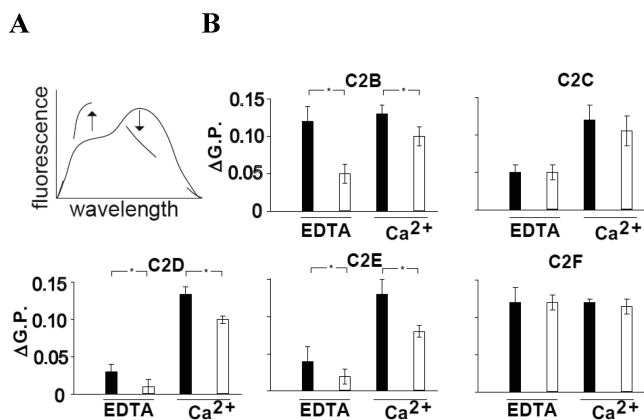 A
B
fluorescence
wavelength
C2B
* *
ΔG.P.
0.15
0.10
0.05
0
EDTA Ca2+
C2C
EDTA Ca2+
C2D
* *
ΔG.P.
0.15
0.10
0.05
0
EDTA Ca2+
C2E
* *
EDTA Ca2+
C2F
EDTA Ca2+